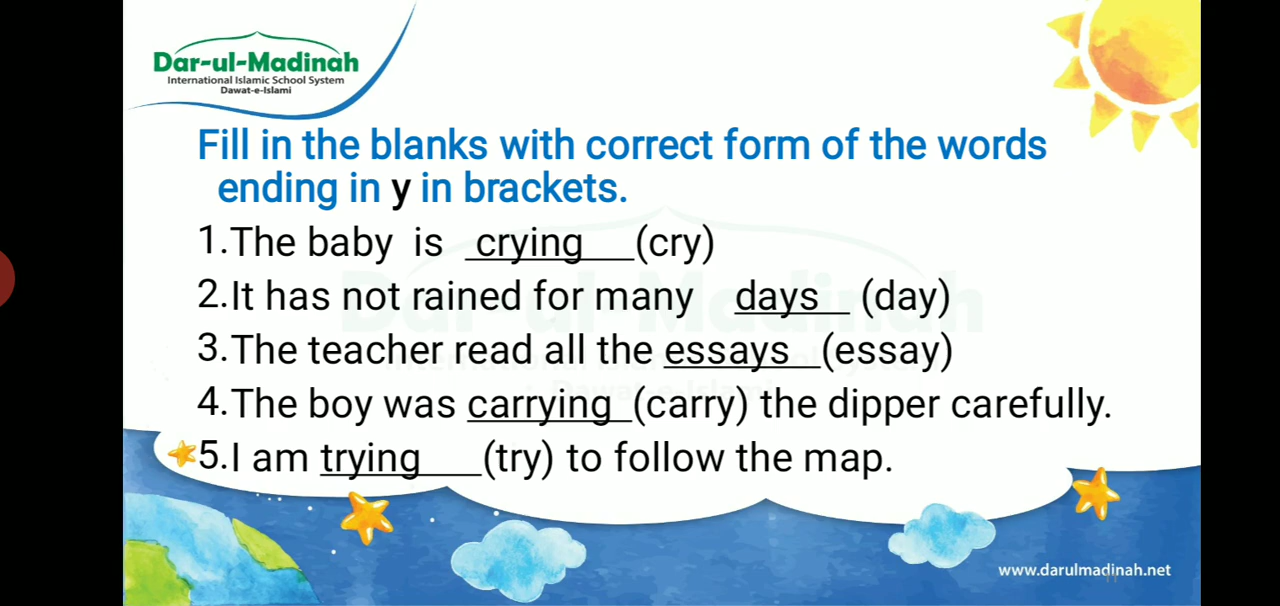 Dar-ul-Madinah
International Islamic School System
Dawat-e-Islami
Fill in the blanks with correct form of the words
ending in y in brackets.
1.The baby is crying (cry)
2.It has not rained for many days (day)
3.The teacher read all the essays (essay)
4.The boy was carrying (carry) the dipper carefully.
5.I am trying (try) to follow the map.
www.darulmadinah.net